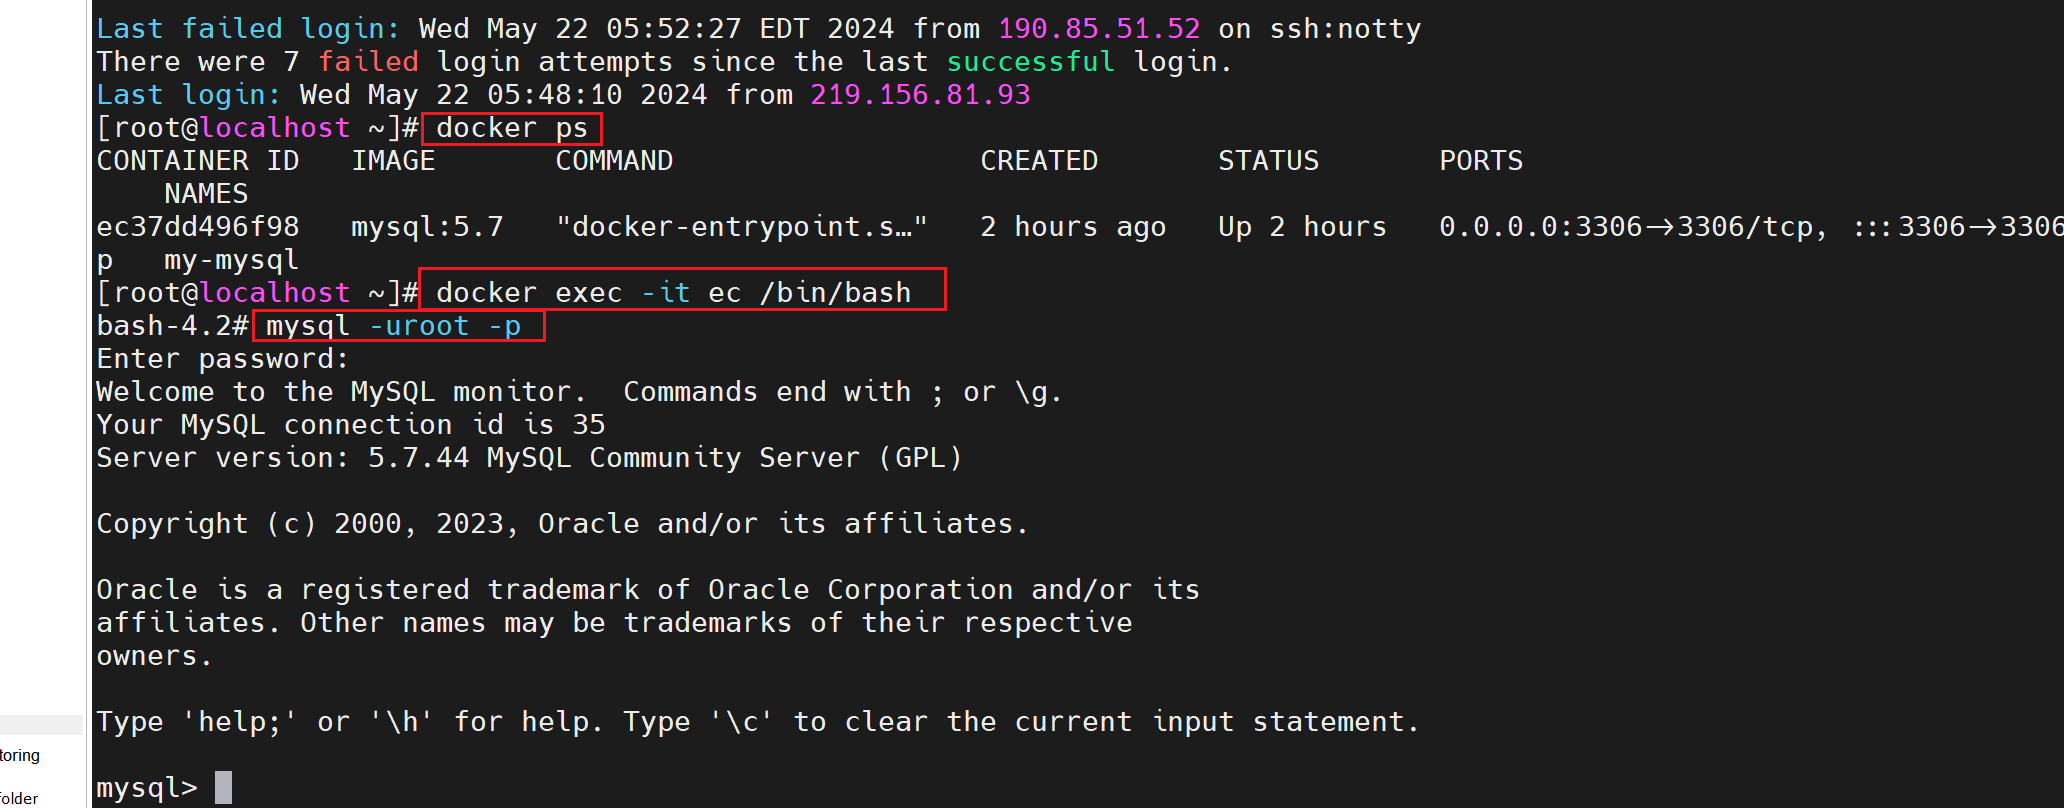 Last failed login: Wed May 22 05:52:27 EDT 2024 from 190.85.51.52 on ssh:notty
There were 7 failed login attempts since the last successful login.
Last login: Wed May 22 05:48:10 2024 from 219.156.81.93
[root@localhost ~]# docker ps
CONTAINER ID   IMAGE       COMMAND                  CREATED       STATUS       PORTS
    NAMES
ec37dd496f98   mysql:5.7   "docker-entrypoint.s…"   2 hours ago   Up 2 hours   0.0.0.0:3306->3306/tcp, :::3306->3306
p   my-mysql
[root@localhost ~]# docker exec -it ec /bin/bash
bash-4.2# mysql -uroot -p
Enter password:
Welcome to the MySQL monitor.  Commands end with ; or \g.
Your MySQL connection id is 35
Server version: 5.7.44 MySQL Community Server (GPL)
Copyright (c) 2000, 2023, Oracle and/or its affiliates.
Oracle is a registered trademark of Oracle Corporation and/or its
affiliates. Other names may be trademarks of their respective
owners.
Type 'help;' or '\h' for help. Type '\c' to clear the current input statement.
mysql>
toring
folder